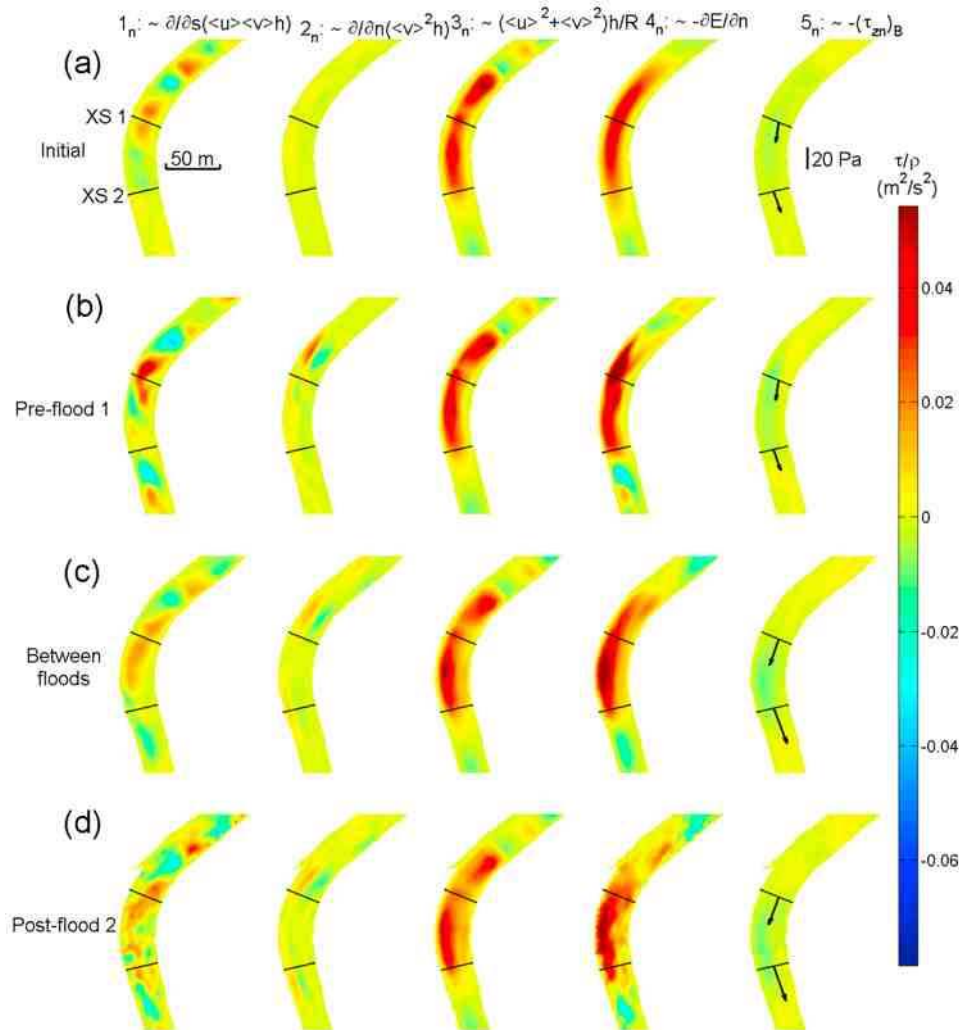 1n: ~ ∂/∂s(<u><v>h) 2n: ~ ∂/∂n(<v>²h) 3n: ~ (<u>²+<v>²)h/R 4n: ~ -∂E/∂n 5n: ~ -(τzn)B
(a)
XS 1
Initial
50 m
20 Pa
XS 2
τ/ρ
(m²/s²)
0.04
(b)
0.02
Pre-flood 1
0
(c)
-0.02
Between
floods
-0.04
(d)
-0.06
Post-flood 2